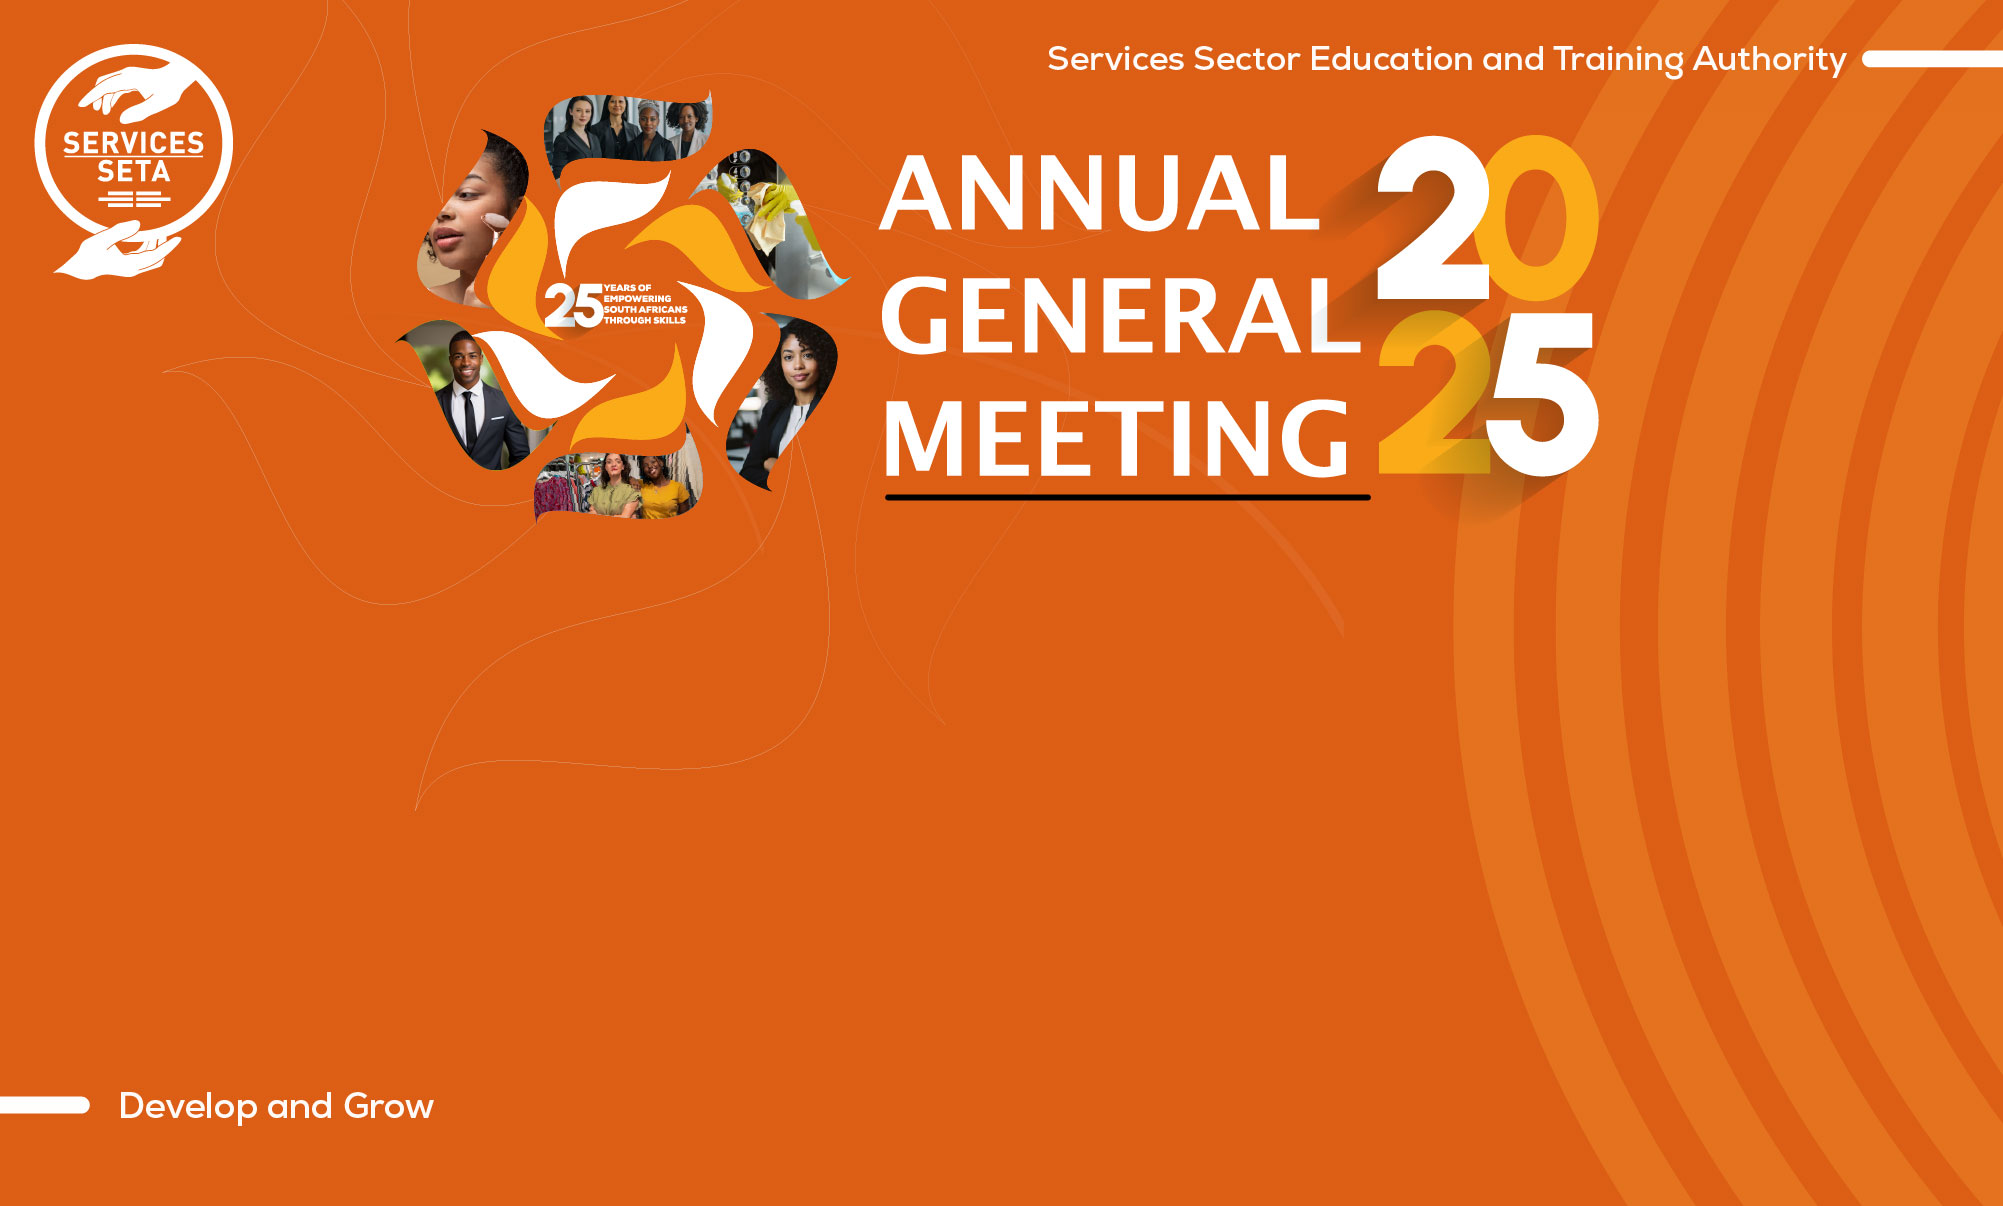 Services Sector Education and Training Authority
SERVICES
SETA
ANNUAL
GENERAL
MEETING
20
25
25 YEARS OF
EMPOWERING
SOUTH AFRICANS
THROUGH SKILLS
Develop and Grow